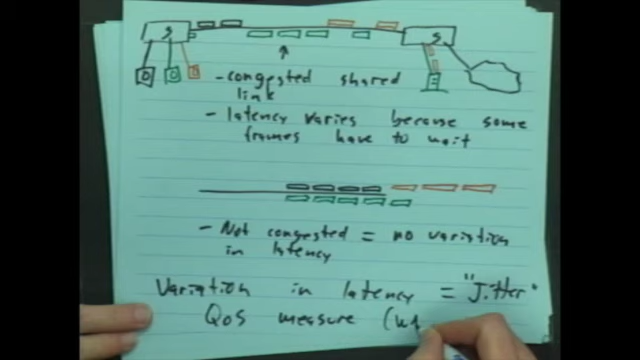 S
S
- congested shared
link
- latency varies because some
frames have to wait
- Not congested = no variation
in latency
Variation in latency = "Jitter"
QoS measure (